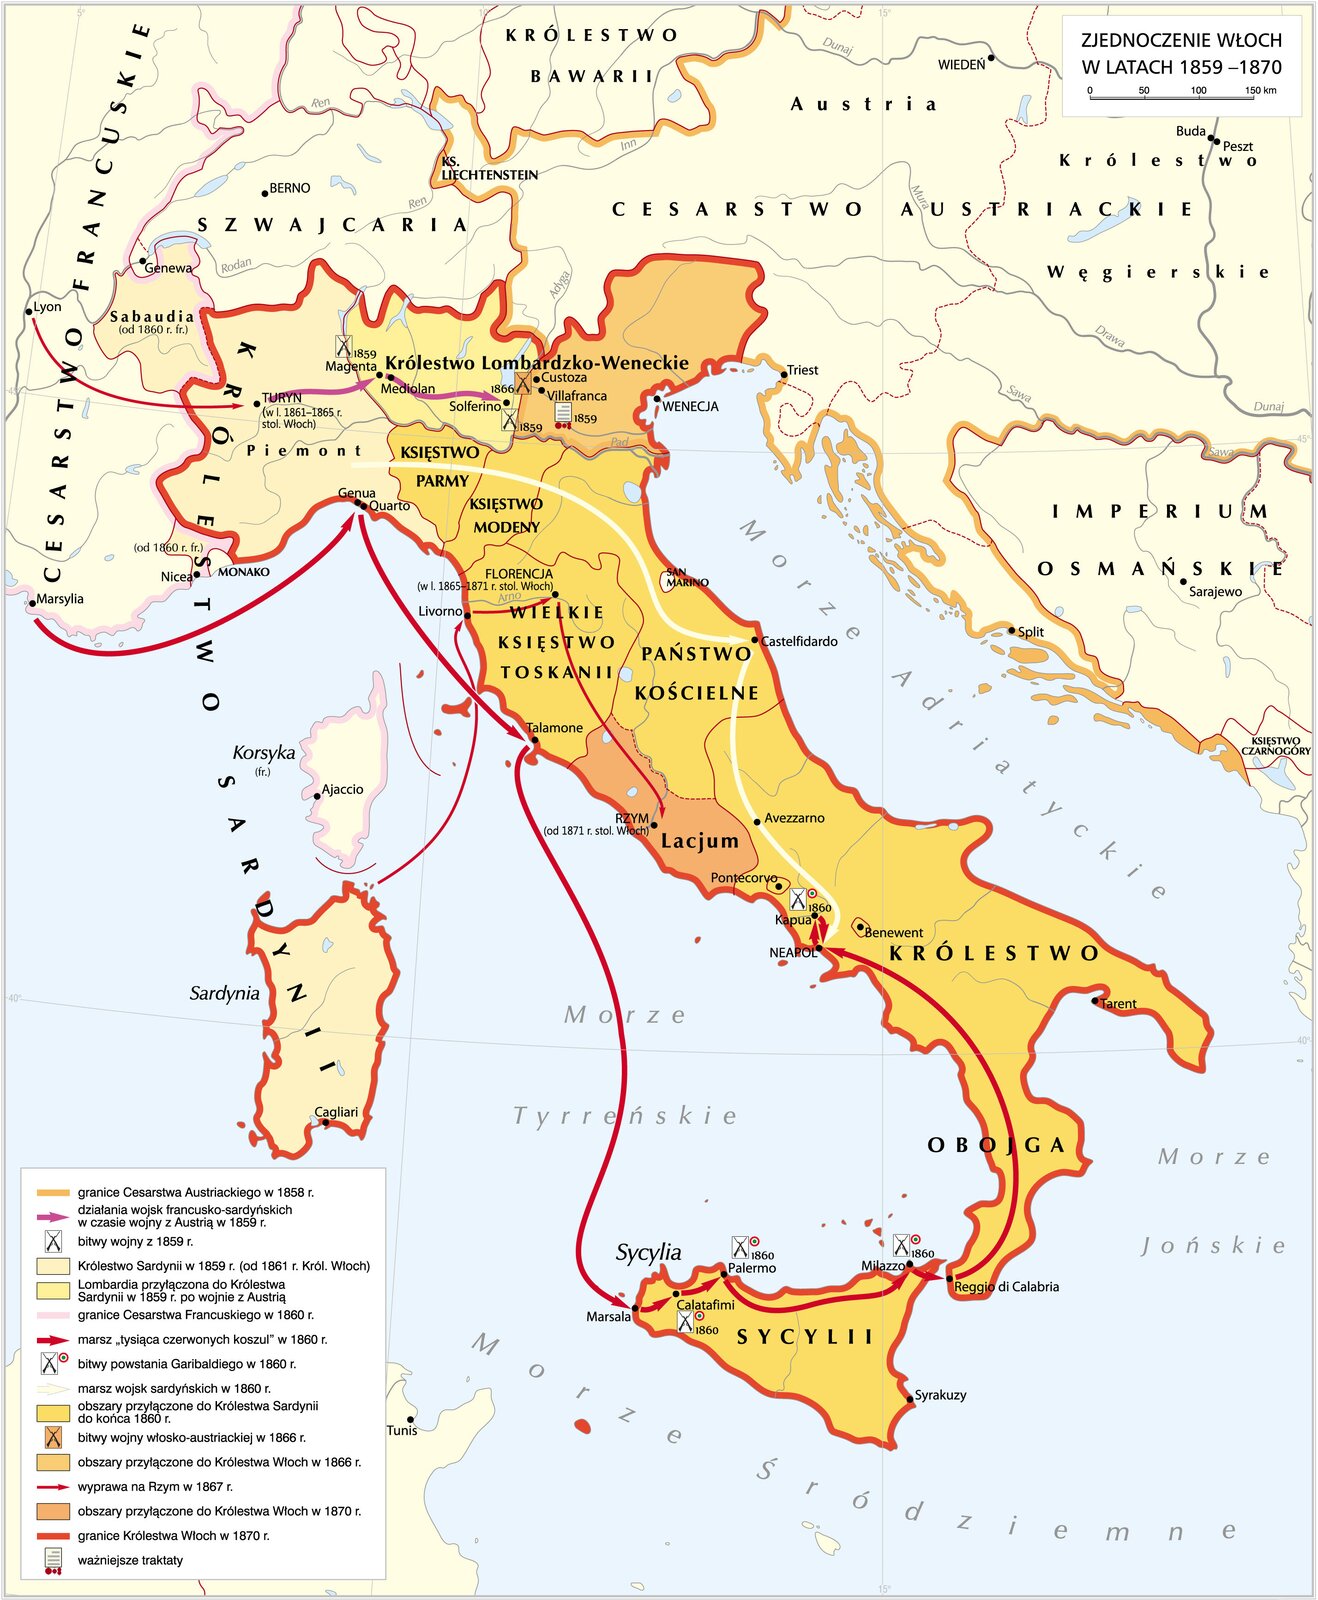 ZJEDNOCZENIE WŁOCH
W LATACH 1859 –1870
0 50 100 150 km
5°
15°
KRÓLESTWO
BAWARII
Dunaj
WIEDEŃ
Austria
Buda
Peszt
Królestwo
Węgierskie
CESARSTWO AUSTRIACKIE
Ren
Inn
Mura
KS.
LIECHTENSTEIN
BERNO
SZWAJCARIA
Ren
Rodan
Adyga
Genewa
CESARSTWO FRANCUSKIE
Lyon
Sabaudia
(od 1860 r. fr.)
Drawa
Sawa
Dunaj
1859
Magenta
Królestwo Lombardzko-Weneckie
Mediolan
1866
Custoza
Villafranca
Solferino
1859
1859
WENECJA
Triest
TURYN
(w l. 1861–1865 r.
stol. Włoch)
45°
45°
Sawa
Pad
Piemont
KRÓLESTWO SARDYNII
KSIĘSTWO
PARMY
KSIĘSTWO
MODENY
Genua
Quarto
(od 1860 r. fr.)
Nicea
MONAKO
Marsylia
IMPERIUM
OSMAŃSKIE
Sarajewo
SAN
MARINO
FLORENCJA
(w l. 1865–1871 r. stol. Włoch)
Arno
Livorno
WIELKIE
KSIĘSTWO
TOSKANII
Castelfidardo
PAŃSTWO
KOŚCIELNE
Split
Morze Adriatyckie
KSIĘSTWO
CZARNOGÓRY
Talamone
Korsyka
(fr.)
Ajaccio
RZYM
(od 1871 r. stol. Włoch)
Lacjum
Avezzarno
Pontecorvo
1860
Kapua
Benewent
NEAPOL
KRÓLESTWO
Tarent
Sardynia
40°
40°
Morze
Tyrreńskie
Cagliari
OBOJGA
Morze
Jońskie
Sycylia
1860
Palermo
1860
Milazzo
Reggio di Calabria
Marsala
Calatafimi
1860
SYCYLII
Syrakuzy
Tunis
Morze Śródziemne
15°
granice Cesarstwa Austriackiego w 1858 r.
działania wojsk francusko-sardyńskich
w czasie wojny z Austrią w 1859 r.
bitwy wojny z 1859 r.
Królestwo Sardynii w 1859 r. (od 1861 r. Król. Włoch)
Lombardia przyłączona do Królestwa
Sardynii w 1859 r. po wojnie z Austrią
granice Cesarstwa Francuskiego w 1860 r.
marsz „tysiąca czerwonych koszul" w 1860 r.
bitwy powstania Garibaldiego w 1860 r.
marsz wojsk sardyńskich w 1860 r.
obszary przyłączone do Królestwa Sardynii
do końca 1860 r.
bitwy wojny włosko-austriackiej w 1866 r.
obszary przyłączone do Królestwa Włoch w 1866 r.
wyprawa na Rzym w 1867 r.
obszary przyłączone do Królestwa Włoch w 1870 r.
granice Królestwa Włoch w 1870 r.
ważniejsze traktaty